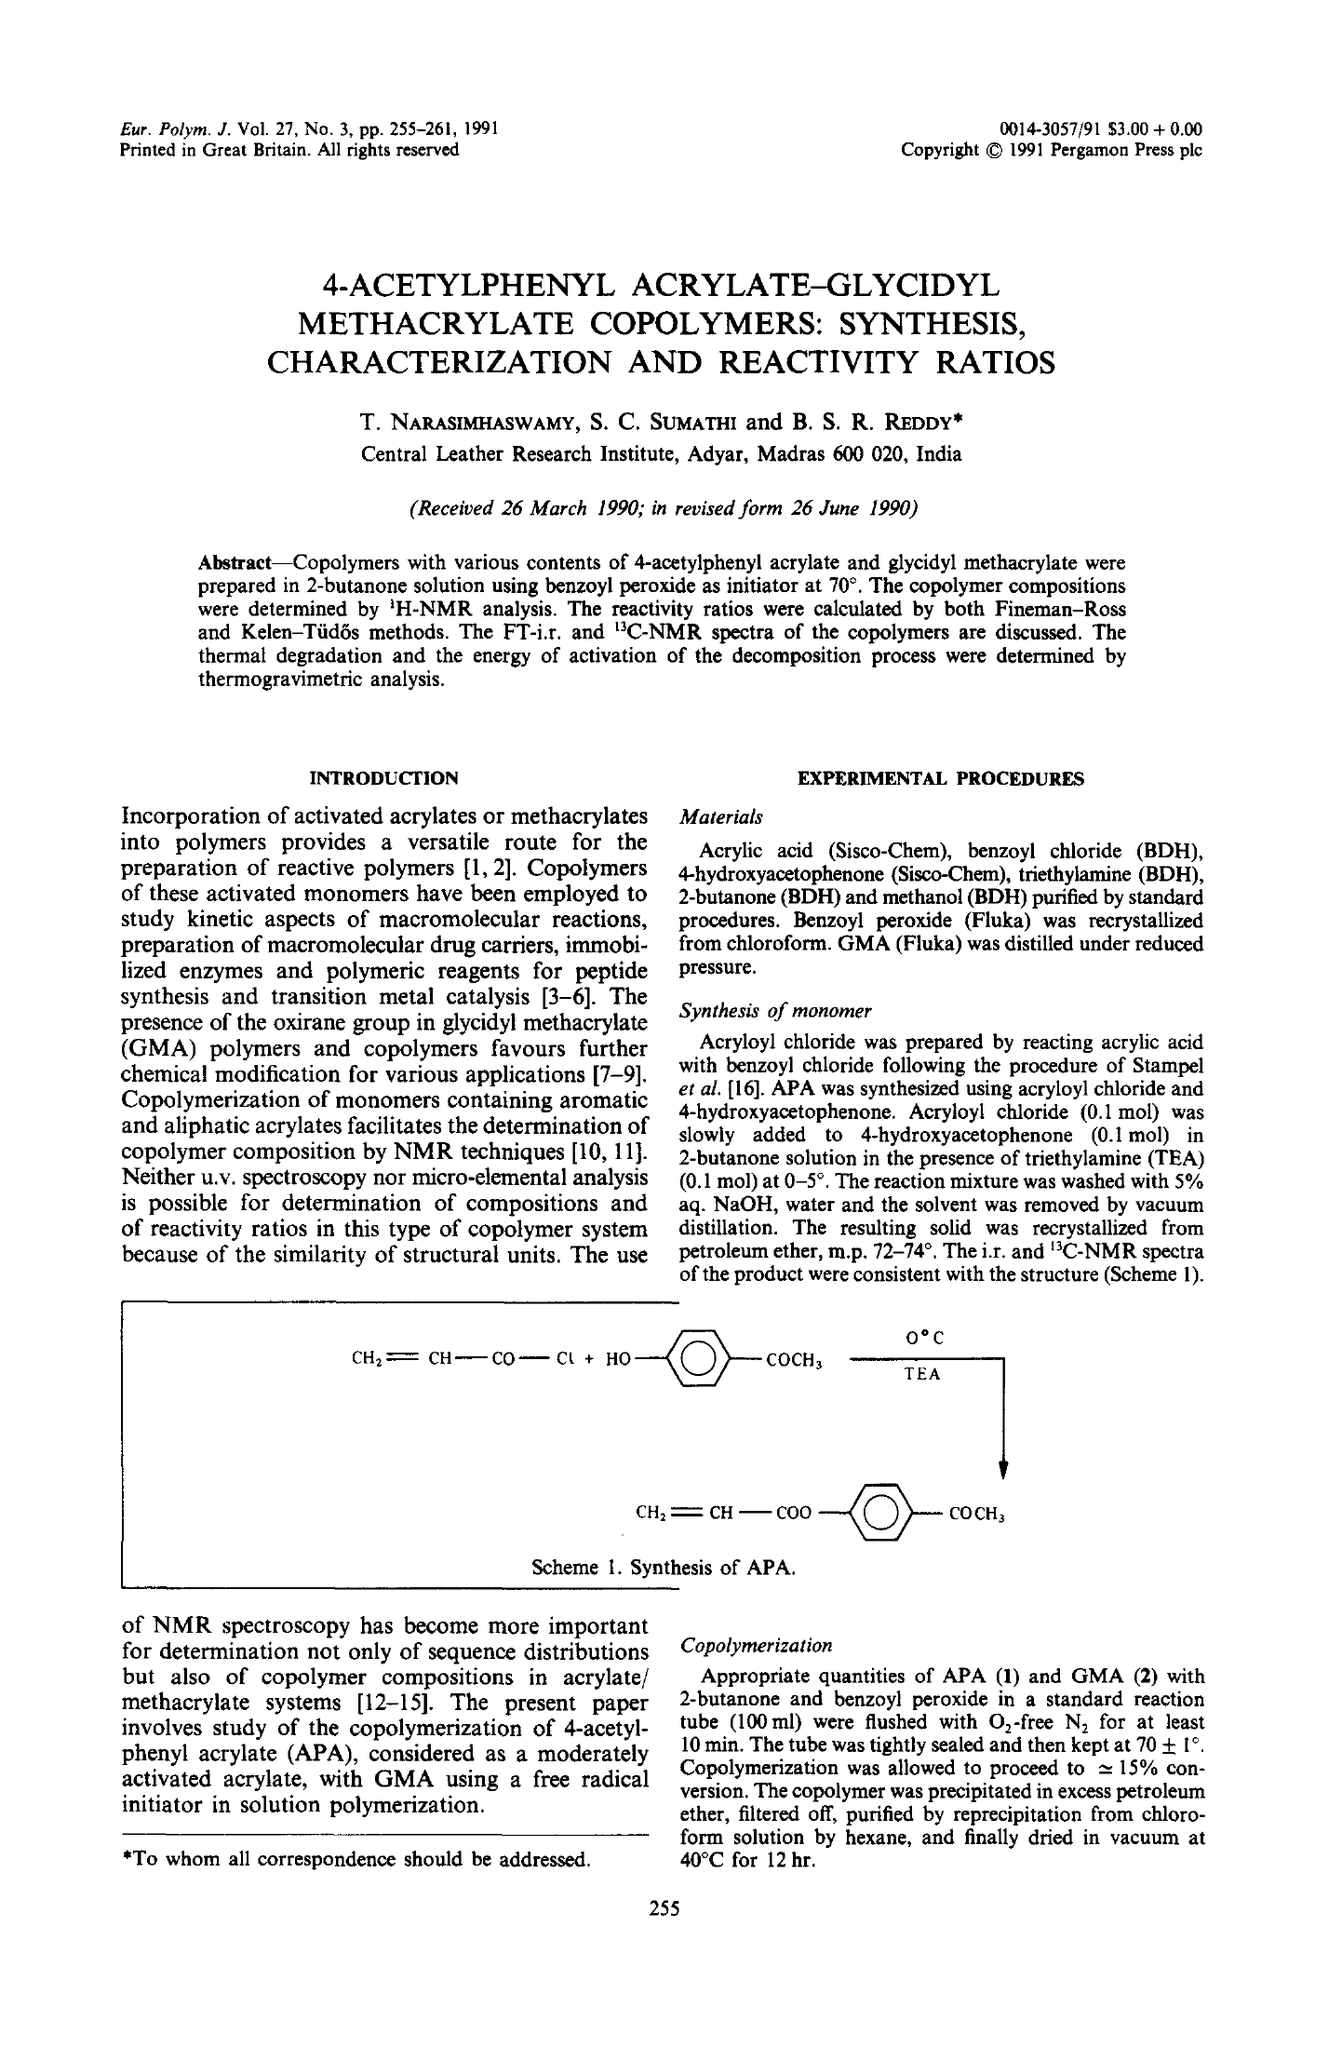 Eur. Polym. J. Vol. 27, No. 3, pp. 255–261, 1991
Printed in Great Britain. All rights reserved
0014-3057/91 $3.00 + 0.00
Copyright © 1991 Pergamon Press plc
4-ACETYLPHENYL ACRYLATE–GLYCIDYL
METHACRYLATE COPOLYMERS: SYNTHESIS,
CHARACTERIZATION AND REACTIVITY RATIOS
T. NARASIMHASWAMY, S. C. SUMATHI and B. S. R. REDDY*
Central Leather Research Institute, Adyar, Madras 600 020, India
(Received 26 March 1990; in revised form 26 June 1990)
Abstract—Copolymers with various contents of 4-acetylphenyl acrylate and glycidyl methacrylate were
prepared in 2-butanone solution using benzoyl peroxide as initiator at 70°. The copolymer compositions
were determined by ¹H-NMR analysis. The reactivity ratios were calculated by both Fineman–Ross
and Kelen–Tüdős methods. The FT-i.r. and ¹³C-NMR spectra of the copolymers are discussed. The
thermal degradation and the energy of activation of the decomposition process were determined by
thermogravimetric analysis.
INTRODUCTION
Incorporation of activated acrylates or methacrylates
into polymers provides a versatile route for the
preparation of reactive polymers [1, 2]. Copolymers
of these activated monomers have been employed to
study kinetic aspects of macromolecular reactions,
preparation of macromolecular drug carriers, immobi-
lized enzymes and polymeric reagents for peptide
synthesis and transition metal catalysis [3–6]. The
presence of the oxirane group in glycidyl methacrylate
(GMA) polymers and copolymers favours further
chemical modification for various applications [7–9].
Copolymerization of monomers containing aromatic
and aliphatic acrylates facilitates the determination of
copolymer composition by NMR techniques [10, 11].
Neither u.v. spectroscopy nor micro-elemental analysis
is possible for determination of compositions and
of reactivity ratios in this type of copolymer system
because of the similarity of structural units. The use
EXPERIMENTAL PROCEDURES
Materials
Acrylic acid (Sisco-Chem), benzoyl chloride (BDH),
4-hydroxyacetophenone (Sisco-Chem), triethylamine (BDH),
2-butanone (BDH) and methanol (BDH) purified by standard
procedures. Benzoyl peroxide (Fluka) was recrystallized
from chloroform. GMA (Fluka) was distilled under reduced
pressure.
Synthesis of monomer
Acryloyl chloride was prepared by reacting acrylic acid
with benzoyl chloride following the procedure of Stampel
et al. [16]. APA was synthesized using acryloyl chloride and
4-hydroxyacetophenone. Acryloyl chloride (0.1 mol) was
slowly added to 4-hydroxyacetophenone (0.1 mol) in
2-butanone solution in the presence of triethylamine (TEA)
(0.1 mol) at 0–5°. The reaction mixture was washed with 5%
aq. NaOH, water and the solvent was removed by vacuum
distillation. The resulting solid was recrystallized from
petroleum ether, m.p. 72–74°. The i.r. and ¹³C-NMR spectra
of the product were consistent with the structure (Scheme 1).
CH₂═CH—CO—Cl + HO— —COCH₃
0°C
TEA
CH₂═CH—COO— —COCH₃
Scheme 1. Synthesis of APA.
of NMR spectroscopy has become more important
for determination not only of sequence distributions
but also of copolymer compositions in acrylate/
methacrylate systems [12–15]. The present paper
involves study of the copolymerization of 4-acetyl-
phenyl acrylate (APA), considered as a moderately
activated acrylate, with GMA using a free radical
initiator in solution polymerization.
*To whom all correspondence should be addressed.
Copolymerization
Appropriate quantities of APA (1) and GMA (2) with
2-butanone and benzoyl peroxide in a standard reaction
tube (100 ml) were flushed with O₂-free N₂ for at least
10 min. The tube was tightly sealed and then kept at 70 ± 1°.
Copolymerization was allowed to proceed to ≃ 15% con-
version. The copolymer was precipitated in excess petroleum
ether, filtered off, purified by reprecipitation from chloro-
form solution by hexane, and finally dried in vacuum at
40°C for 12 hr.
255